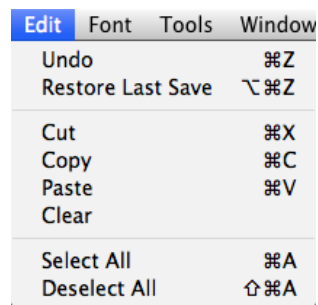 Edit Font Tools Window
Undo ⌘Z
Restore Last Save ⌥⌘Z
Cut ⌘X
Copy ⌘C
Paste ⌘V
Clear
Select All ⌘A
Deselect All ⇧⌘A